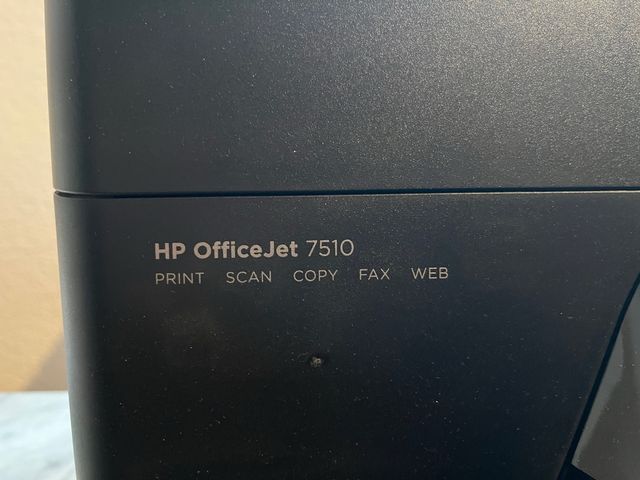 HP OfficeJet 7510
PRINT SCAN COPY FAX WEB